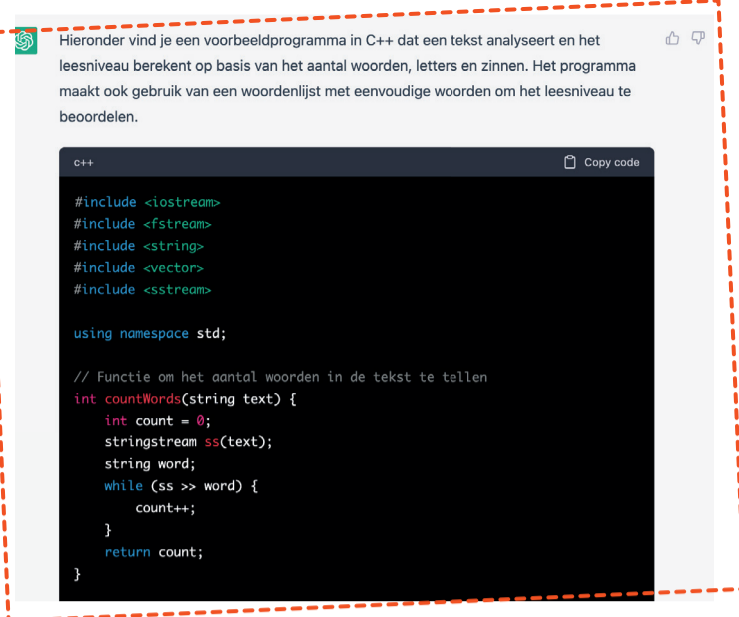 Hieronder vind je een voorbeeldprogramma in C++ dat een tekst analyseert en het
leesniveau berekent op basis van het aantal woorden, letters en zinnen. Het programma
maakt ook gebruik van een woordenlijst met eenvoudige woorden om het leesniveau te
beoordelen.
c++ Copy code
#include <iostream>
#include <fstream>
#include <string>
#include <vector>
#include <sstream>
using namespace std;
// Functie om het aantal woorden in de tekst te tellen
int countWords(string text) {
    int count = 0;
    stringstream ss(text);
    string word;
    while (ss >> word) {
        count++;
    }
    return count;
}